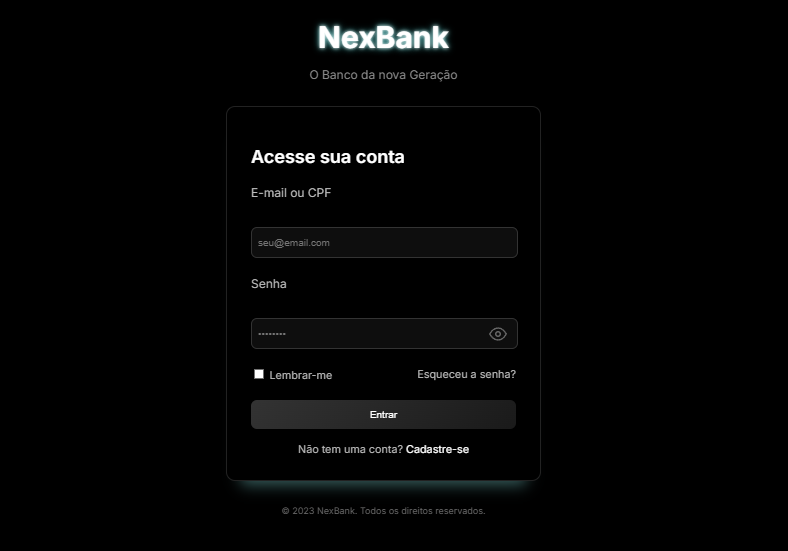 NexBank
O Banco da nova Geração
Acesse sua conta
E-mail ou CPF
seu@email.com
Senha
••••••••
Lembrar-me Esqueceu a senha?
Entrar
Não tem uma conta? Cadastre-se
© 2023 NexBank. Todos os direitos reservados.